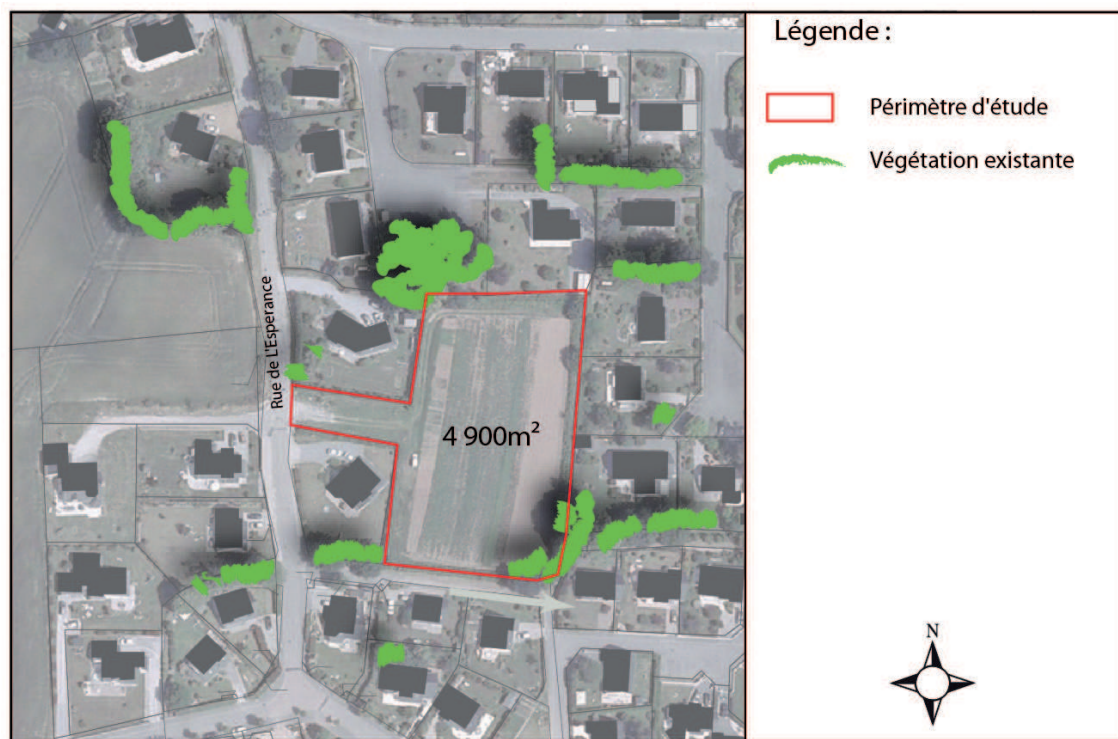 Légende :
Périmètre d'étude
Végétation existante
Rue de L'Esperance
4 900m²
N